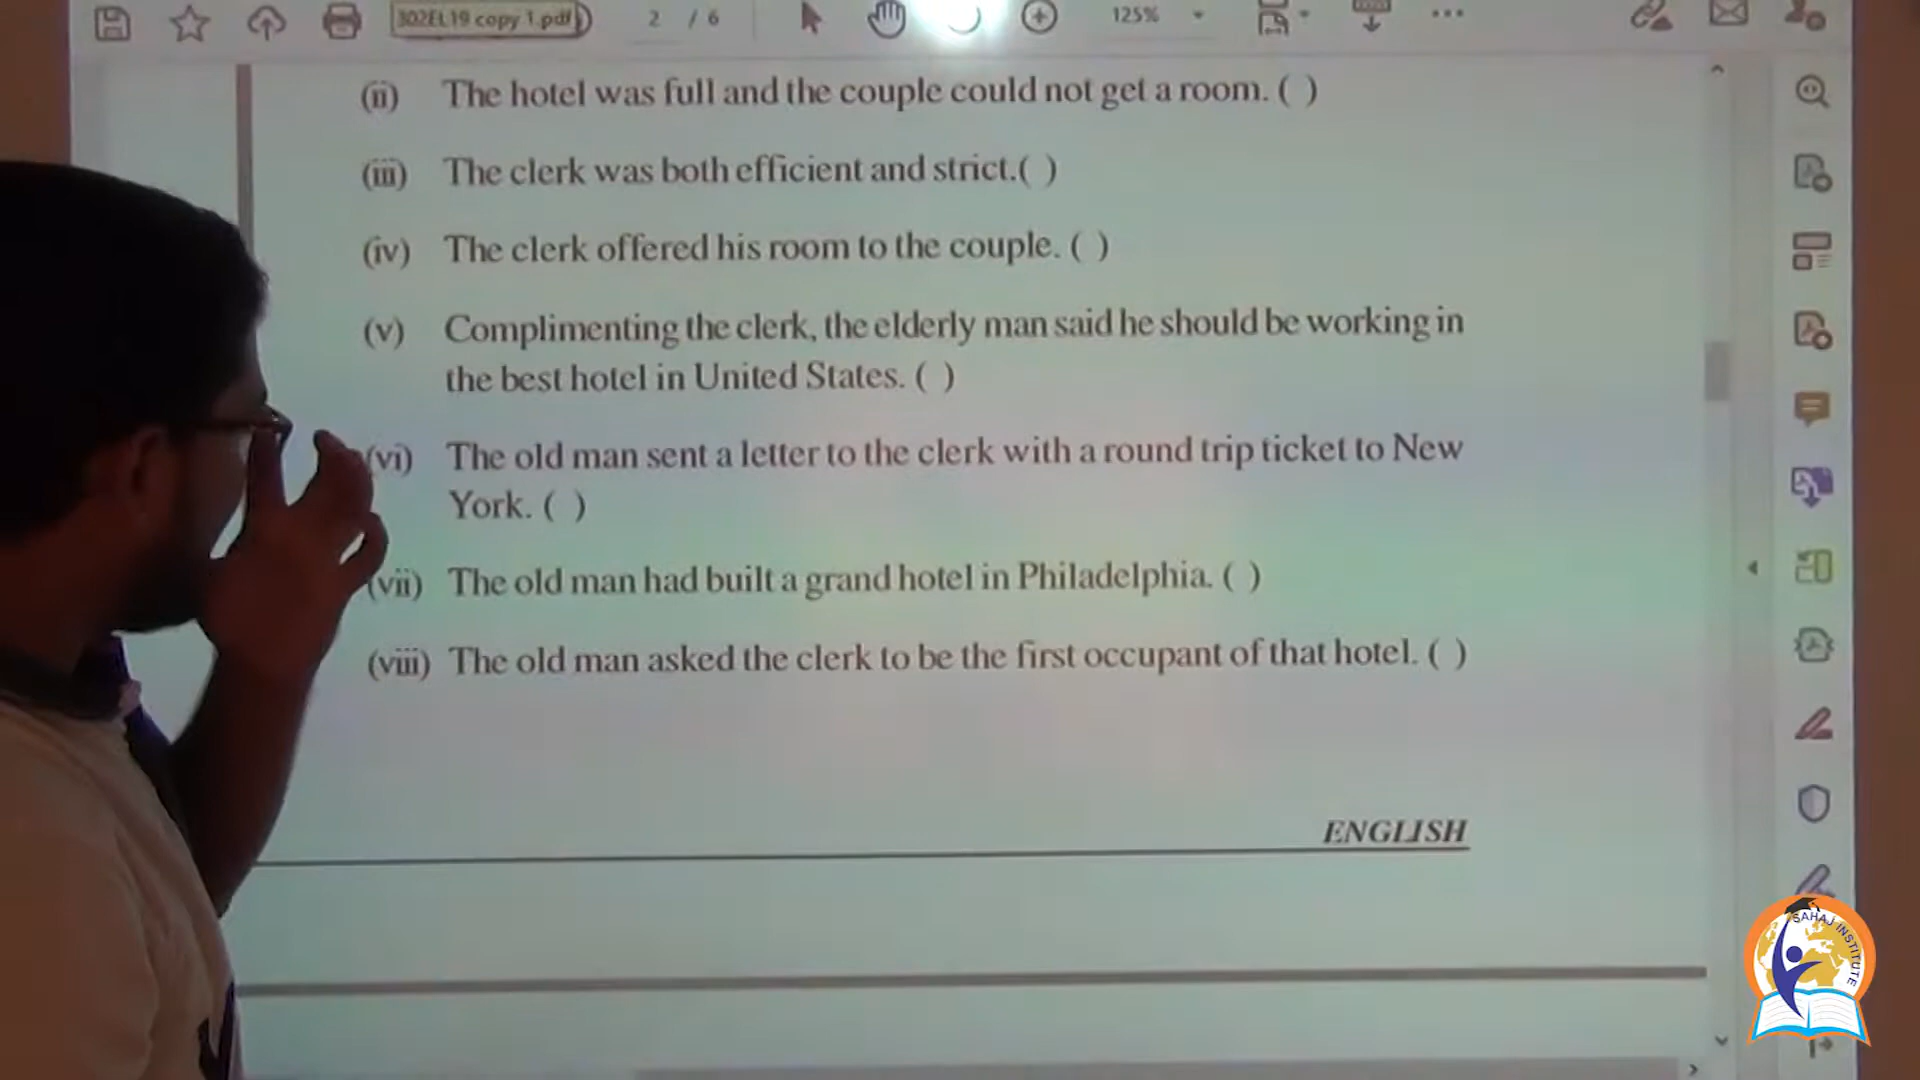 302EL19 copy 1.pdf 2 / 6 125%
(ii) The hotel was full and the couple could not get a room. ( )
(iii) The clerk was both efficient and strict.( )
(iv) The clerk offered his room to the couple. ( )
(v) Complimenting the clerk, the elderly man said he should be working in
the best hotel in United States. ( )
(vi) The old man sent a letter to the clerk with a round trip ticket to New
York. ( )
(vii) The old man had built a grand hotel in Philadelphia. ( )
(viii) The old man asked the clerk to be the first occupant of that hotel. ( )
ENGLISH
SAHAJ INSTITUTE